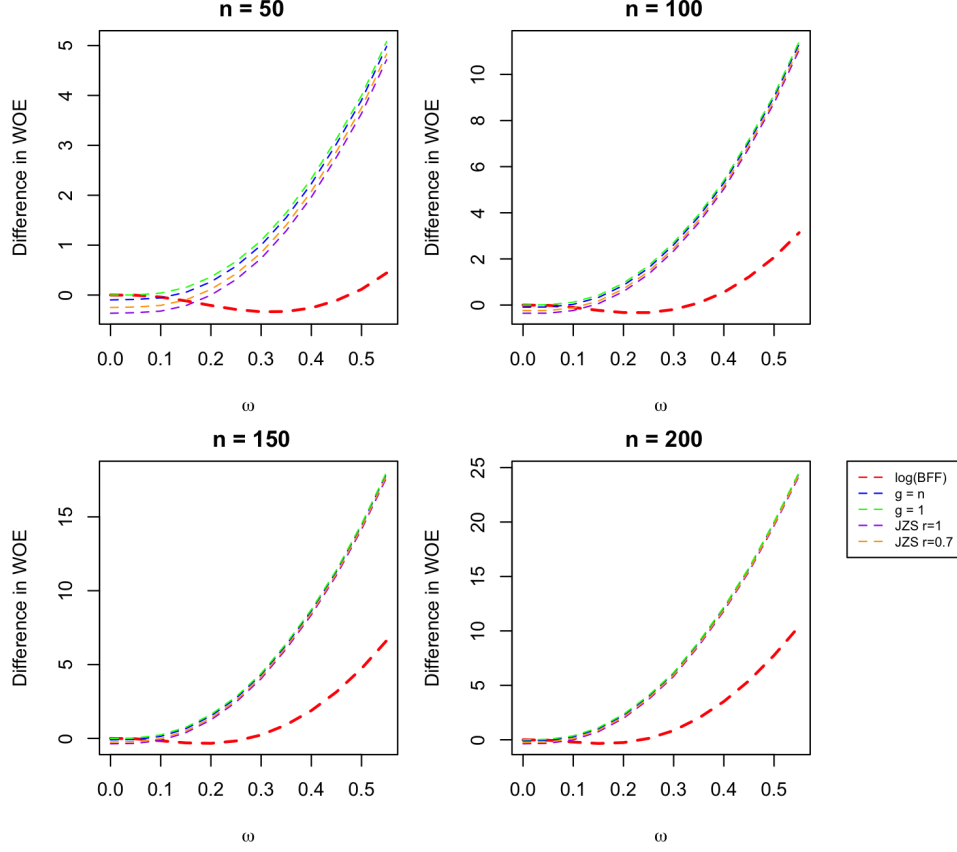 n = 50
Difference in WOE
0 1 2 3 4 5
0.0 0.1 0.2 0.3 0.4 0.5
ω
n = 100
Difference in WOE
0 2 4 6 8 10
0.0 0.1 0.2 0.3 0.4 0.5
ω
n = 150
Difference in WOE
0 5 10 15
0.0 0.1 0.2 0.3 0.4 0.5
ω
n = 200
Difference in WOE
0 5 10 15 20 25
0.0 0.1 0.2 0.3 0.4 0.5
ω
log(BFF)
g = n
g = 1
JZS r=1
JZS r=0.7